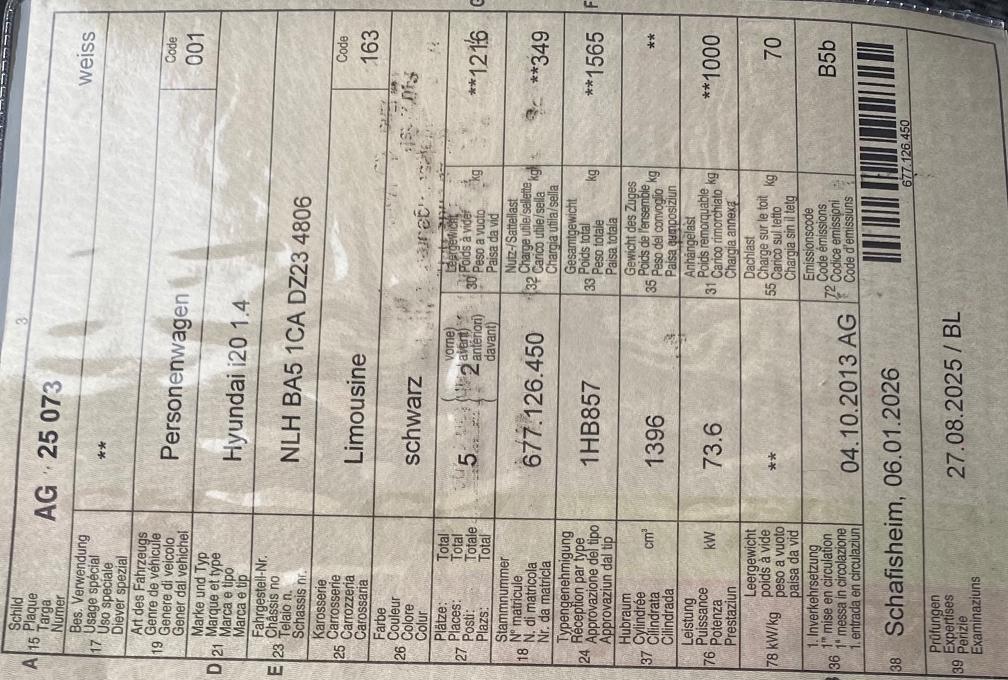 A 15 Schild
Plaque
Targa
Numer
AG · 25 073
3
weiss
17 Bes. Verwendung
Usage spécial
Uso speciale
Diever spezial
**
19 Art des Fahrzeugs
Genre de véhicule
Genere di veicolo
Gener da vehichel
Personenwagen
Code
001
D 21 Marke und Typ
Marque et type
Marca e tipo
Marca e tip
Hyundai i20 1.4
E 23 Fahrgestell-Nr.
Châssis no
Telaio n.
Schassis nr.
NLH BA5 1CA DZ23 4806
25 Karosserie
Carrosserie
Carrozzeria
Carossaria
Limousine
Code
163
26 Farbe
Couleur
Colore
Colur
schwarz
27 Plätze: Total
Places: Total
Posti: Totale
Plazs: Total
5
2
vorne)
avant)
anteriori)
davant)
30 Leergewicht
Poids à vider
Peso a vuoto
Paisa da vid
kg
**1216
18 Stammnummer
N° matricule
N. di matricola
Nr. da matricla
677.126.450
32 Nutz-/Sattellast
Charge utile/sellette
Carico utile/sella
Chargia utila/sella
kg
**349
24 Typengenehmigung
Réception par type
Approvazione del tipo
Approvaziun dal tip
1HB857
33 Gesamtgewicht
Poids total
Peso totale
Paisa totala
kg
F
**1565
37 Hubraum
Cylindrée
Cilindrata
Cilindrada
cm³
1396
35 Gewicht des Zuges
Poids de l'ensemble
Peso del convoglio
Paisa cumposiziun
kg
**
76 Leistung
Puissance
Potenza
Prestaziun
kW
73.6
31 Anhängelast
Poids remorquable
Carico rimorchiato
Chargia annexa
kg
**1000
78 kW/kg Leergewicht
poids à vide
peso a vuoto
paisa da vid
**
55 Dachlast
Charge sur le toit
Carico sul tetto
Chargia sin il tetg
kg
70
36 1. Inverkehrsetzung
1re mise en circulation
1a messa in circolazione
1. entrada en circulaziun
04.10.2013 AG
72 Emissionscode
Code émissions
Codice emissioni
Code d'emissiuns
B5b
38 Schafisheim, 06.01.2026
677.126.450
39 Prüfungen
Expertises
Perizie
Examinaziuns
27.08.2025 / BL